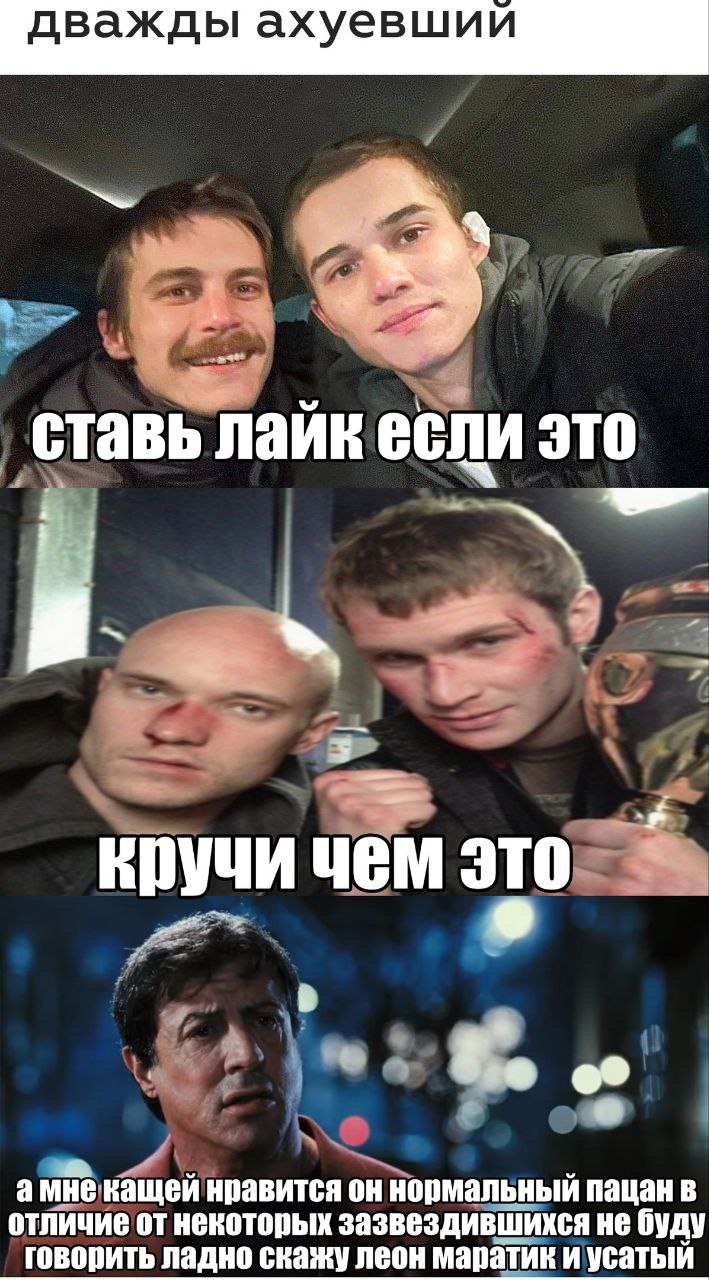 дважды ахуевший
ставь лайк если это
кручи чем это
а мне кащей нравится он нормальный пацан в
отличие от некоторых зазвездившихся не буду
говорить ладно скажу леон маратик и усатый